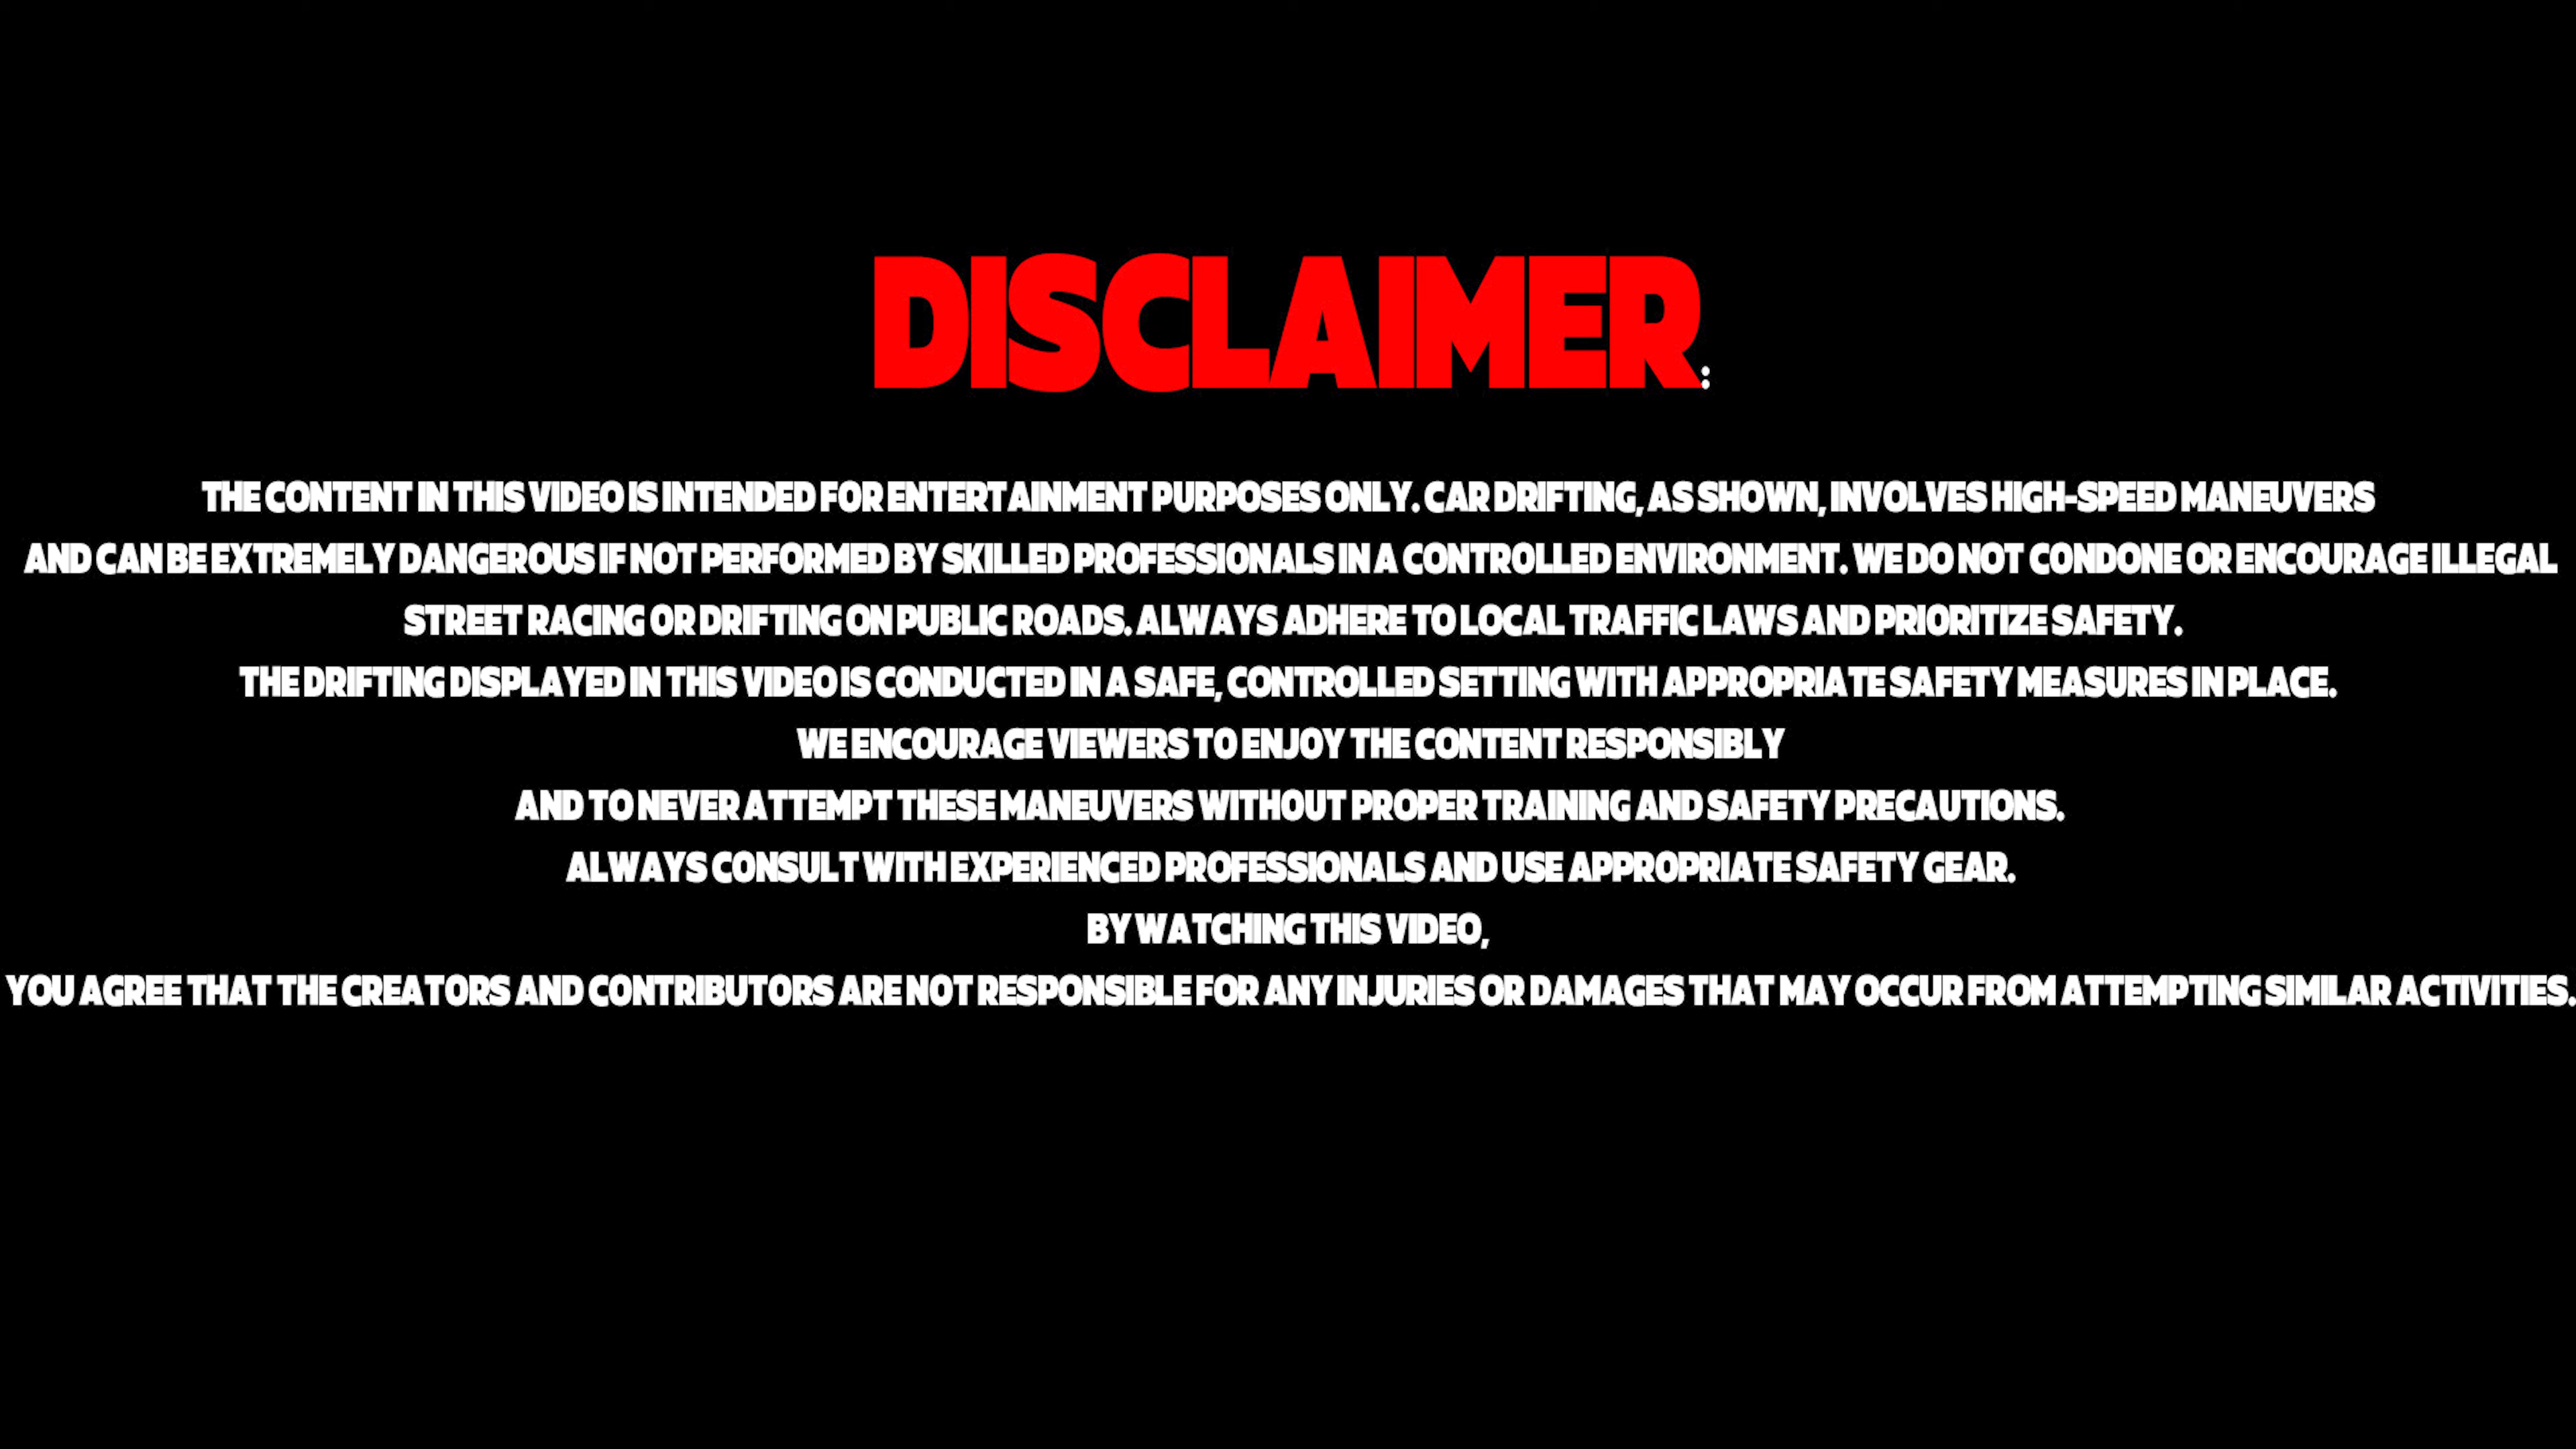 DISCLAIMER:
THE CONTENT IN THIS VIDEO IS INTENDED FOR ENTERTAINMENT PURPOSES ONLY. CAR DRIFTING, AS SHOWN, INVOLVES HIGH-SPEED MANEUVERS
AND CAN BE EXTREMELY DANGEROUS IF NOT PERFORMED BY SKILLED PROFESSIONALS IN A CONTROLLED ENVIRONMENT. WE DO NOT CONDONE OR ENCOURAGE ILLEGAL
STREET RACING OR DRIFTING ON PUBLIC ROADS. ALWAYS ADHERE TO LOCAL TRAFFIC LAWS AND PRIORITIZE SAFETY.
THE DRIFTING DISPLAYED IN THIS VIDEO IS CONDUCTED IN A SAFE, CONTROLLED SETTING WITH APPROPRIATE SAFETY MEASURES IN PLACE.
WE ENCOURAGE VIEWERS TO ENJOY THE CONTENT RESPONSIBLY
AND TO NEVER ATTEMPT THESE MANEUVERS WITHOUT PROPER TRAINING AND SAFETY PRECAUTIONS.
ALWAYS CONSULT WITH EXPERIENCED PROFESSIONALS AND USE APPROPRIATE SAFETY GEAR.
BY WATCHING THIS VIDEO,
YOU AGREE THAT THE CREATORS AND CONTRIBUTORS ARE NOT RESPONSIBLE FOR ANY INJURIES OR DAMAGES THAT MAY OCCUR FROM ATTEMPTING SIMILAR ACTIVITIES.